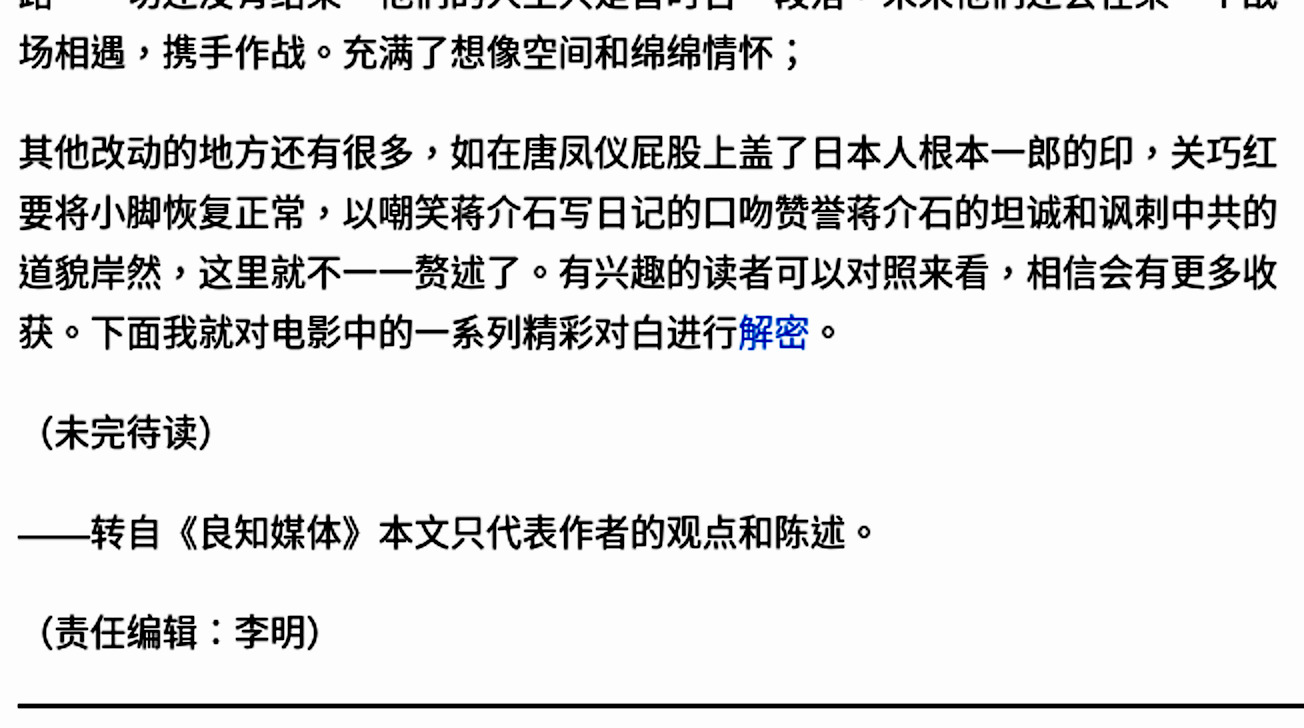 场相遇，携手作战。充满了想像空间和绵绵情怀；
其他改动的地方还有很多，如在唐凤仪屁股上盖了日本人根本一郎的印，关巧红
要将小脚恢复正常，以嘲笑蒋介石写日记的口吻赞誉蒋介石的坦诚和讽刺中共的
道貌岸然，这里就不一一赘述了。有兴趣的读者可以对照来看，相信会有更多收
获。下面我就对电影中的一系列精彩对白进行解密。
（未完待读）
——转自《良知媒体》本文只代表作者的观点和陈述。
（责任编辑：李明）